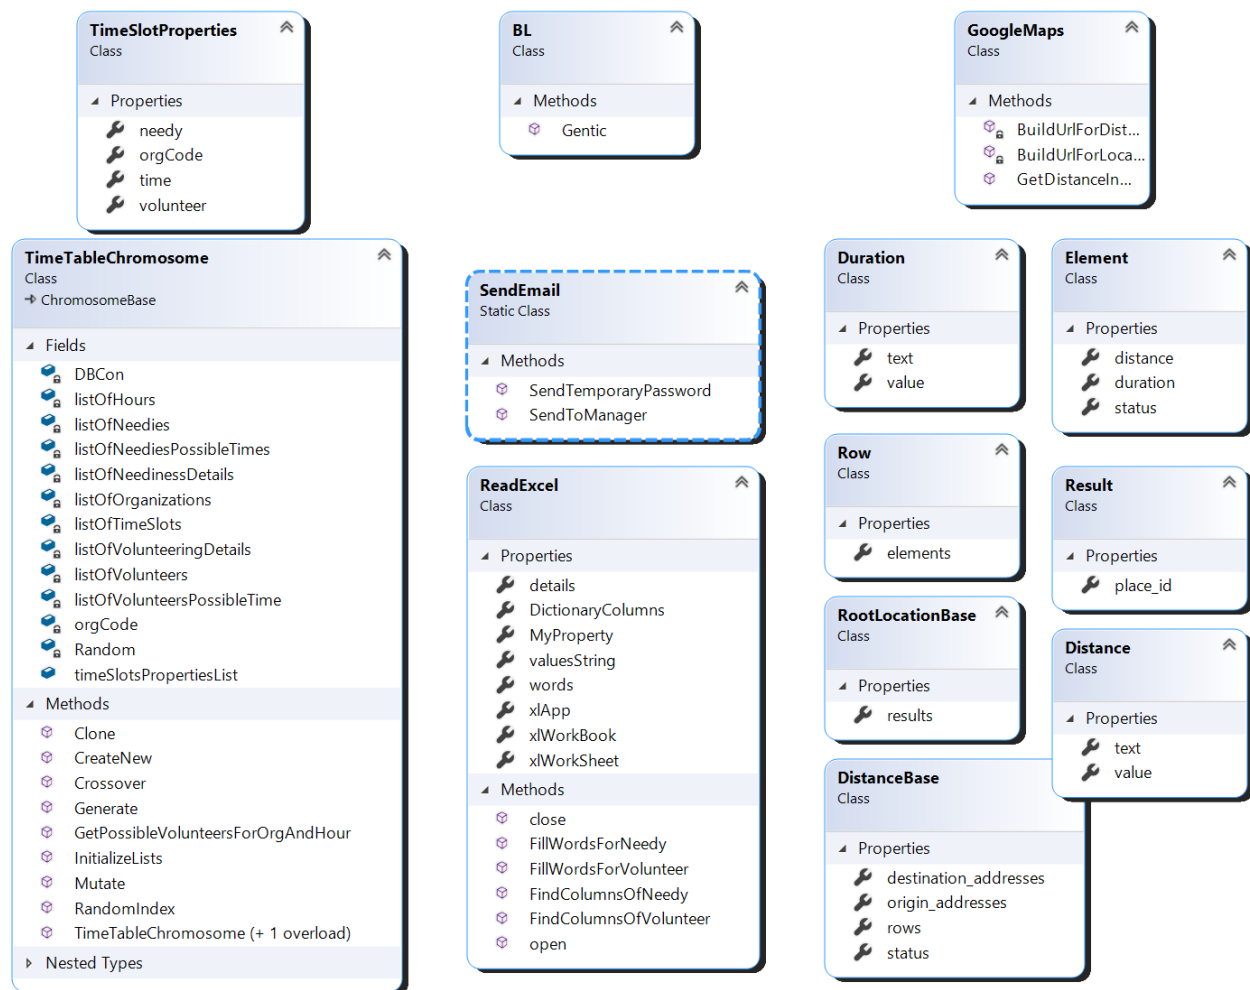 TimeSlotProperties
Class
Properties
needy
orgCode
time
volunteer
BL
Class
Methods
Gentic
GoogleMaps
Class
Methods
BuildUrlForDist...
BuildUrlForLoca...
GetDistanceIn...
TimeTableChromosome
Class
ChromosomeBase
Fields
DBCon
listOfHours
listOfNeedies
listOfNeediesPossibleTimes
listOfNeedinessDetails
listOfOrganizations
listOfTimeSlots
listOfVolunteeringDetails
listOfVolunteers
listOfVolunteersPossibleTime
orgCode
Random
timeSlotsPropertiesList
Methods
Clone
CreateNew
Crossover
Generate
GetPossibleVolunteersForOrgAndHour
InitializeLists
Mutate
RandomIndex
TimeTableChromosome (+ 1 overload)
Nested Types
SendEmail
Static Class
Methods
SendTemporaryPassword
SendToManager
ReadExcel
Class
Properties
details
DictionaryColumns
MyProperty
valuesString
words
xlApp
xlWorkBook
xlWorkSheet
Methods
close
FillWordsForNeedy
FillWordsForVolunteer
FindColumnsOfNeedy
FindColumnsOfVolunteer
open
Duration
Class
Properties
text
value
Element
Class
Properties
distance
duration
status
Row
Class
Properties
elements
Result
Class
Properties
place_id
RootLocationBase
Class
Properties
results
Distance
Class
Properties
text
value
DistanceBase
Class
Properties
destination_addresses
origin_addresses
rows
status